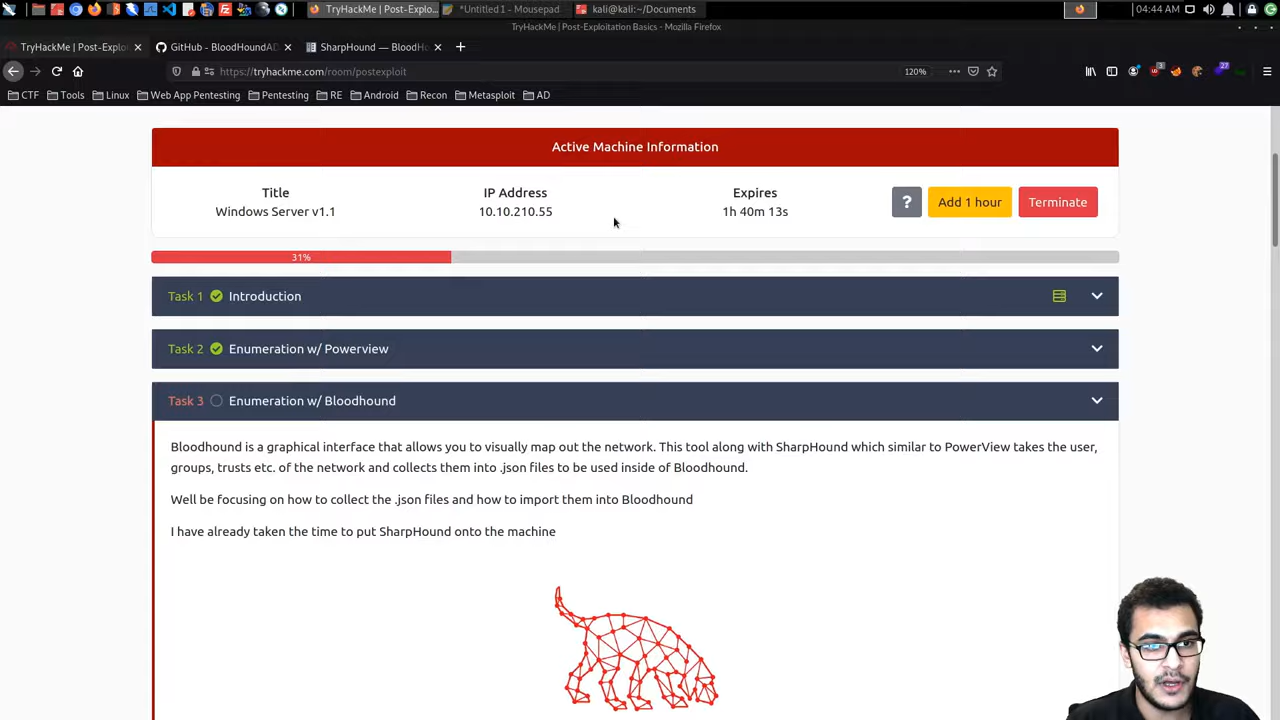 TryHackMe | Post-Explo...
*Untitled 1 - Mousepad
kali@kali:~/Documents
04:44 AM
TryHackMe | Post-Exploitation Basics - Mozilla Firefox
TryHackMe | Post-Explo
GitHub - BloodHoundAD
SharpHound — BloodHo
https://tryhackme.com/room/postexploit
120%
CTF
Tools
Linux
Web App Pentesting
Pentesting
RE
Android
Recon
Metasploit
AD
Active Machine Information
Title
IP Address
Expires
Windows Server v1.1
10.10.210.55
1h 40m 13s
?
Add 1 hour
Terminate
31%
Task 1 Introduction
Task 2 Enumeration w/ Powerview
Task 3 Enumeration w/ Bloodhound
Bloodhound is a graphical interface that allows you to visually map out the network. This tool along with SharpHound which similar to PowerView takes the user,
groups, trusts etc. of the network and collects them into .json files to be used inside of Bloodhound.
Well be focusing on how to collect the .json files and how to import them into Bloodhound
I have already taken the time to put SharpHound onto the machine